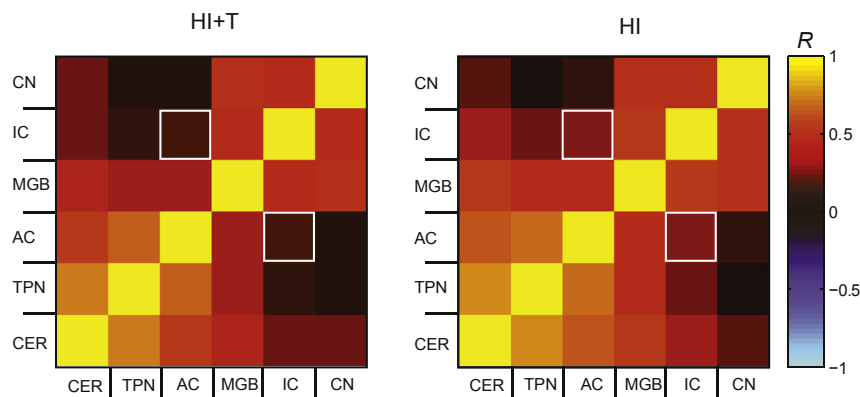 HI+T
HI
R
CN
IC
MGB
AC
TPN
CER
CER TPN AC MGB IC CN
CN
IC
MGB
AC
TPN
CER
CER TPN AC MGB IC CN
1
0.5
0
−0.5
−1